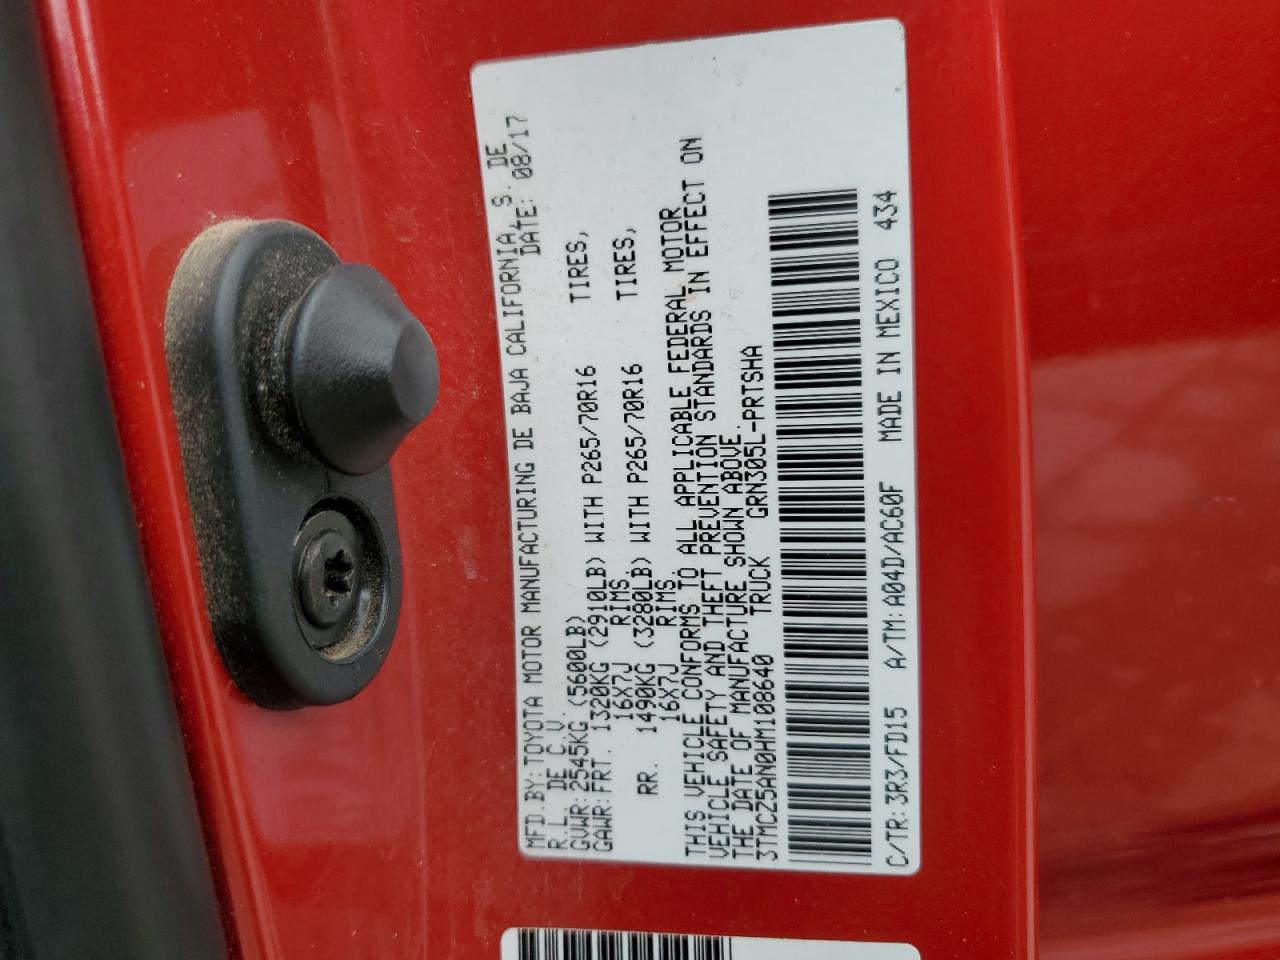 MFD.BY:TOYOTA MOTOR MANUFACTURING DE BAJA CALIFORNIA, S. DE
R.L. DE C.V. DATE: 08/17
GVWR:2545KG (5600LB)
GAWR:FRT. 1320KG (2910LB) WITH P265/70R16 TIRES,
16X7J RIMS.
RR. 1490KG (3280LB) WITH P265/70R16 TIRES,
16X7J RIMS.
THIS VEHICLE CONFORMS TO ALL APPLICABLE FEDERAL MOTOR
VEHICLE SAFETY AND THEFT PREVENTION STANDARDS IN EFFECT ON
THE DATE OF MANUFACTURE SHOWN ABOVE.
3TMCZ5AN0HM108640 TRUCK GRN305L-PRTSHA
C/TR:3R3/FD15 A/TM:A04D/AC60F MADE IN MEXICO 434